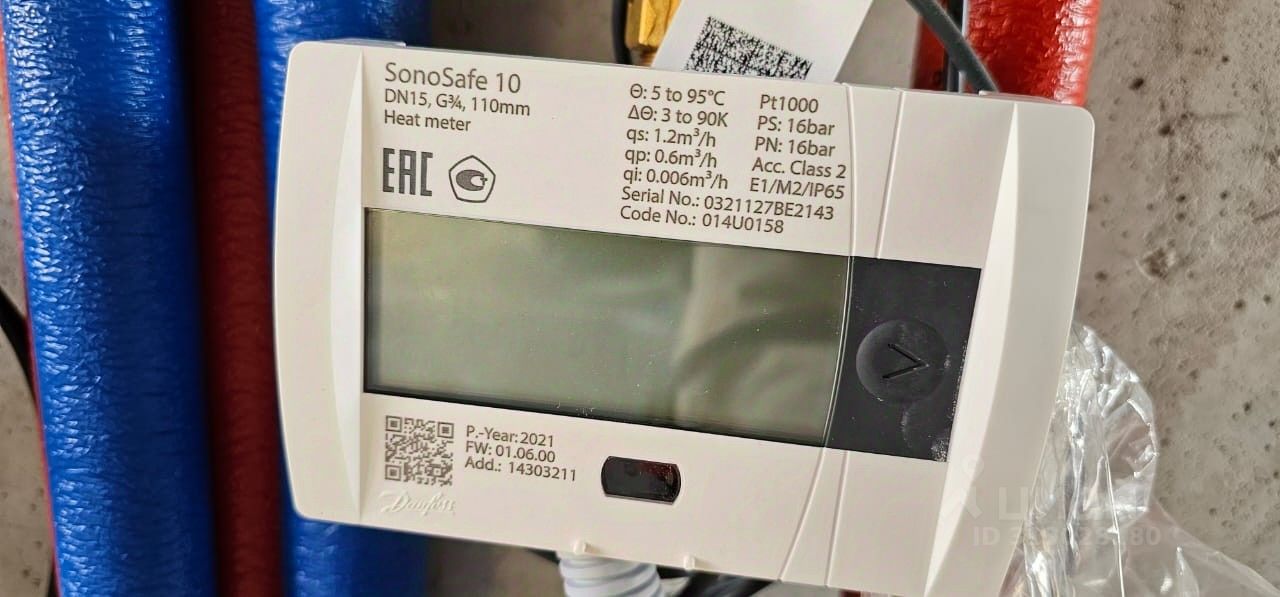 SonoSafe 10
DN15, G¾, 110mm
Heat meter
EAC
Θ: 5 to 95°C
ΔΘ: 3 to 90K
qs: 1.2m³/h
qp: 0.6m³/h
qi: 0.006m³/h
Pt1000
PS: 16bar
PN: 16bar
Acc. Class 2
E1/M2/IP65
Serial No.: 0321127BE2143
Code No.: 014U0158
P.-Year: 2021
FW: 01.06.00
Add.: 14303211
Danfoss